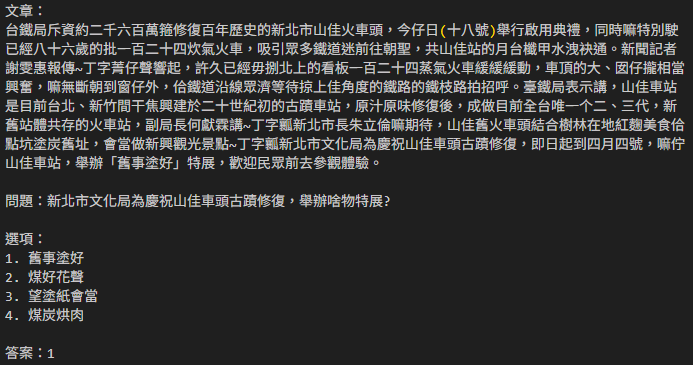 文章：
台鐵局斥資約二千六百萬箍修復百年歷史的新北市山佳火車頭，今仔日(十八號)舉行啟用典禮，同時嘛特別駛
已經八十六歲的批一百二十四炊氣火車，吸引眾多鐵道迷前往朝聖，共山佳站的月台櫼甲水洩袂通。新聞記者
謝雯惠報傳~丁字菁仔聲響起，許久已經毋捌北上的看板一百二十四蒸氣火車緩緩緩動，車頂的大、囡仔攏相當
興奮，嘛無斷朝到窗仔外，佮鐵道沿線眾濟等待掠上佳角度的鐵路的鐵枝路拍招呼。臺鐵局表示講，山佳車站
是目前台北、新竹間干焦興建於二十世紀初的古蹟車站，原汁原味修復後，成做目前全台唯一个二、三代，新
舊站體共存的火車站，副局長何獻霖講~丁字瓤新北市長朱立倫嘛期待，山佳舊火車頭結合樹林在地紅麴美食佮
點坑塗炭舊址，會當做新興觀光景點~丁字瓤新北市文化局為慶祝山佳車頭古蹟修復，即日起到四月四號，嘛佇
山佳車站，舉辦「舊事塗好」特展，歡迎民眾前去參觀體驗。
問題：新北市文化局為慶祝山佳車頭古蹟修復，舉辦啥物特展?
選項：
1. 舊事塗好
2. 煤好花聲
3. 望塗紙會當
4. 煤炭烘肉
答案：1